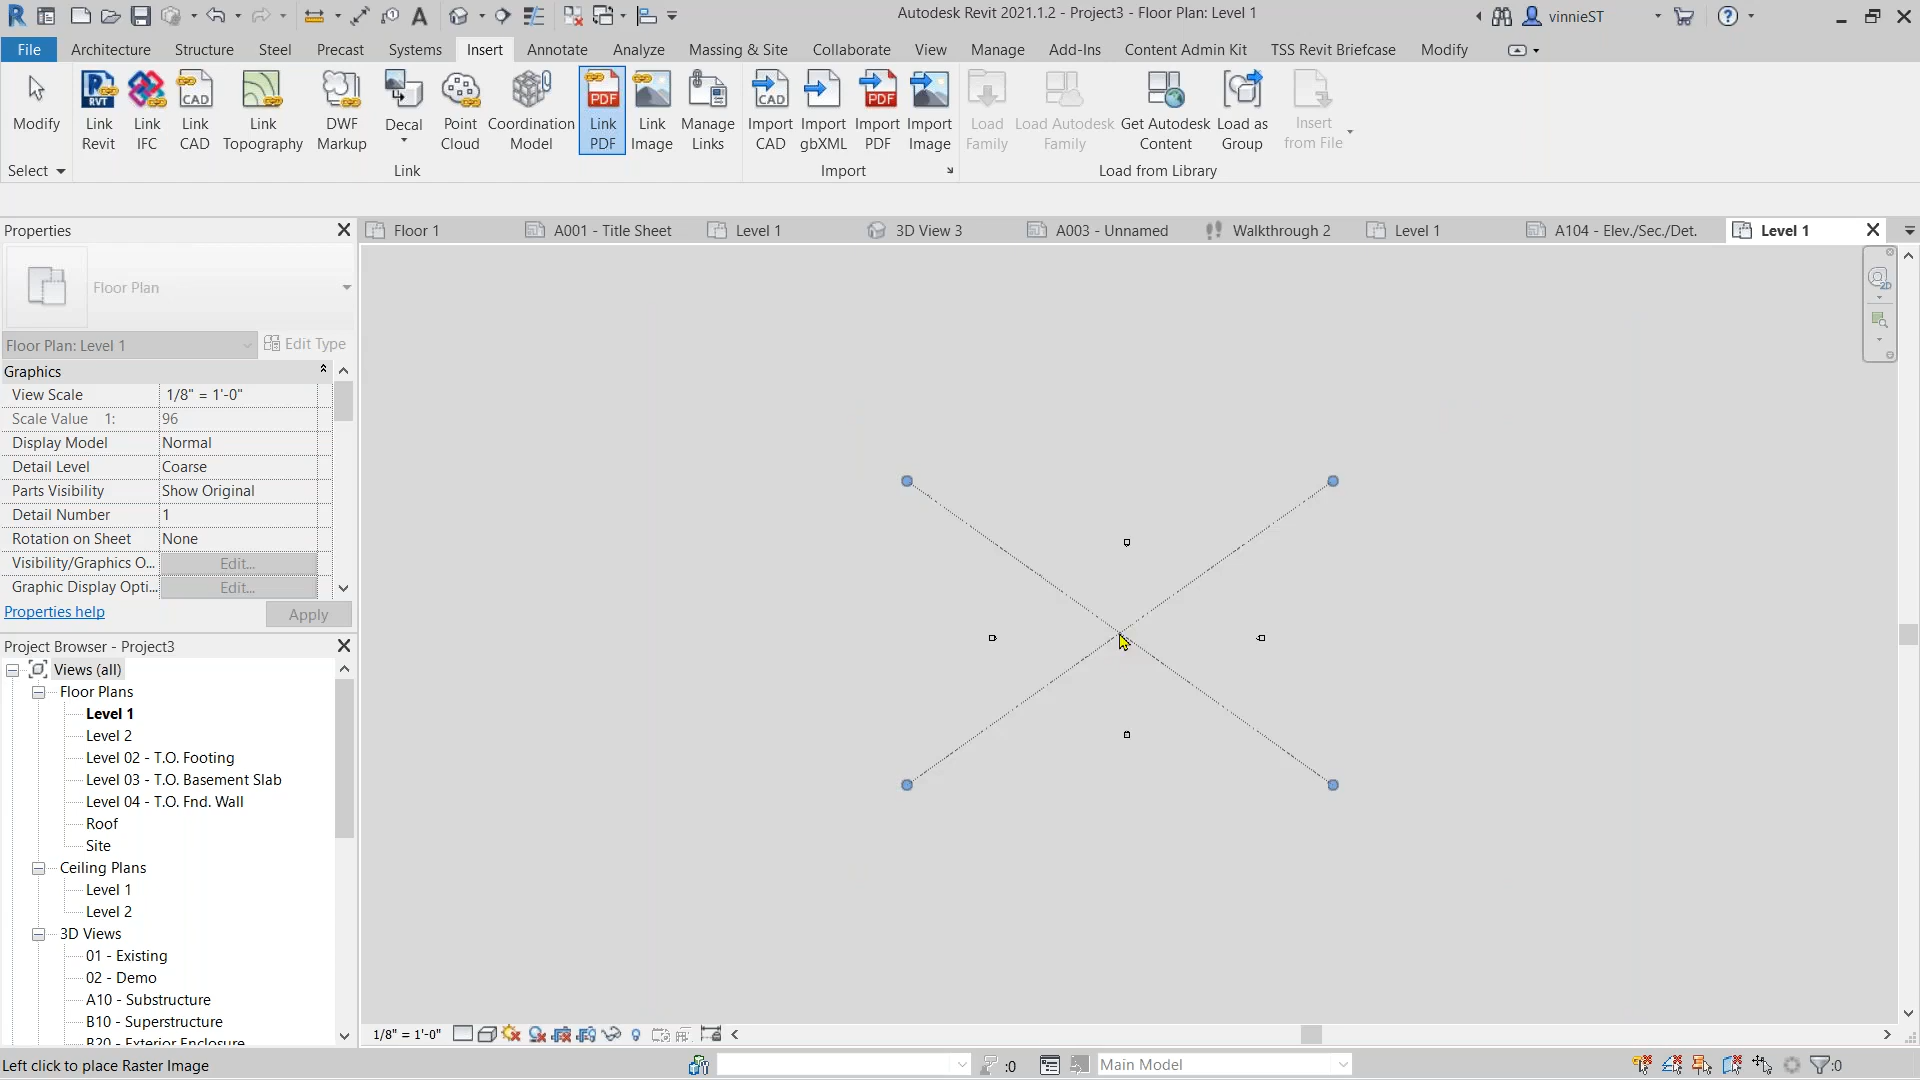 Autodesk Revit 2021.1.2 - Project3 - Floor Plan: Level 1
vinnieST
File Architecture Structure Steel Precast Systems Insert Annotate Analyze Massing & Site Collaborate View Manage Add-Ins Content Admin Kit TSS Revit Briefcase Modify
Modify
Link Revit
Link IFC
Link CAD
Link Topography
DWF Markup
Decal
Point Cloud
Coordination Model
Link PDF
Link Image
Manage Links
Import CAD
Import gbXML
Import PDF
Import Image
Load Family
Load Autodesk Family
Get Autodesk Content
Load as Group
Insert from File
Select
Link
Import
Load from Library
Properties
Floor 1
A001 - Title Sheet
Level 1
3D View 3
A003 - Unnamed
Walkthrough 2
Level 1
A104 - Elev./Sec./Det.
Level 1
Floor Plan
Floor Plan: Level 1
Edit Type
Graphics
View Scale 1/8" = 1'-0"
Scale Value 1: 96
Display Model Normal
Detail Level Coarse
Parts Visibility Show Original
Detail Number 1
Rotation on Sheet None
Visibility/Graphics O... Edit...
Graphic Display Opti... Edit...
Properties help
Apply
Project Browser - Project3
Views (all)
Floor Plans
Level 1
Level 2
Level 02 - T.O. Footing
Level 03 - T.O. Basement Slab
Level 04 - T.O. Fnd. Wall
Roof
Site
Ceiling Plans
Level 1
Level 2
3D Views
01 - Existing
02 - Demo
A10 - Substructure
B10 - Superstructure
B20 - Exterior Enclosure
1/8" = 1'-0"
Left click to place Raster Image
:0
Main Model
:0